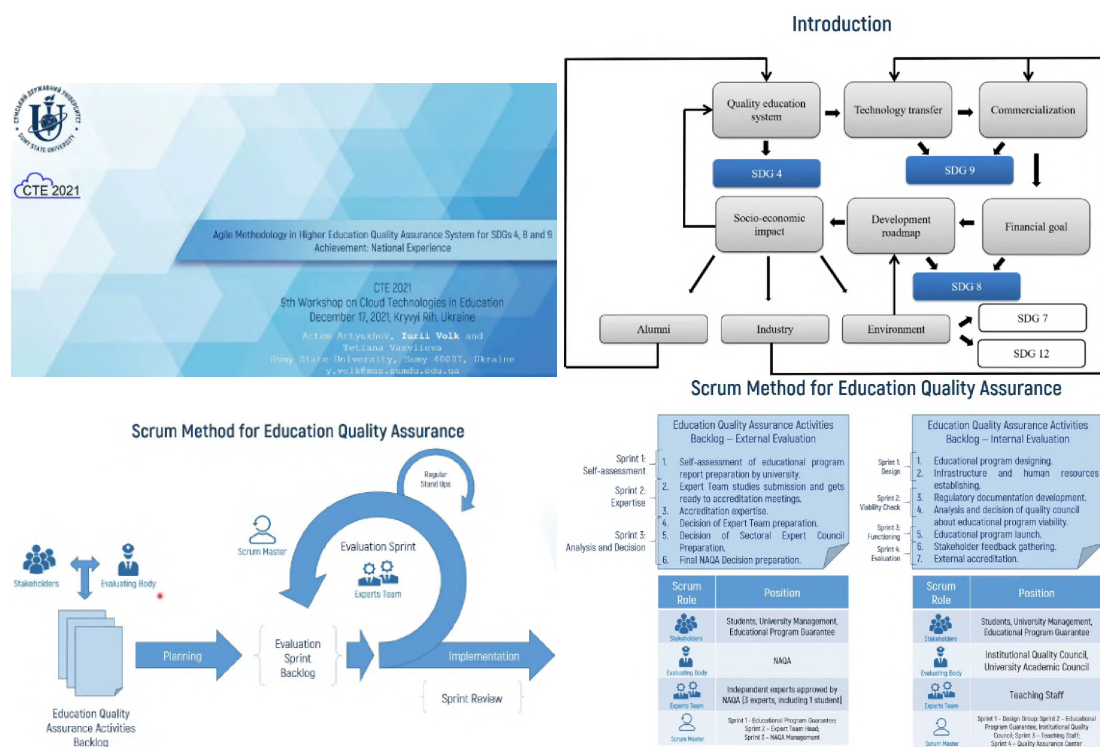 СУМСЬКИЙ ДЕРЖАВНИЙ УНІВЕРСИТЕТ
SUMY STATE UNIVERSITY
CTE 2021
Agile Methodology in Higher Education Quality Assurance System for SDGs 4, 8 and 9
Achievement: National Experience
CTE 2021
9th Workshop on Cloud Technologies in Education
December 17, 2021, Kryvyi Rih, Ukraine
Artem Artyukhov, Iurii Volk and
Tetiana Vasylieva
Sumy State University, Sumy 40007, Ukraine
y.volk@mss.sumdu.edu.ua
Introduction
Quality education
system
Technology transfer
Commercialization
SDG 4
SDG 9
Socio-economic
impact
Development
roadmap
Financial goal
SDG 8
Alumni
Industry
Environment
SDG 7
SDG 12
Scrum Method for Education Quality Assurance
Regular
Stand Ups
Scrum Master
Evaluation Sprint
Experts Team
Stakeholders
Evaluating Body
Planning
Evaluation
Sprint
Backlog
Implementation
Sprint Review
Education Quality
Assurance Activities
Backlog
Scrum Method for Education Quality Assurance
Education Quality Assurance Activities
Backlog – External Evaluation
Sprint 1:
Self-assessment
Sprint 2:
Expertise
Sprint 3:
Analysis and Decision
1. Self-assessment of educational program
report preparation by university.
2. Expert Team studies submission and gets
ready to accreditation meetings.
3. Accreditation expertise.
4. Decision of Expert Team preparation.
5. Decision of Sectoral Expert Council
Preparation.
6. Final NAQA Decision preparation.
Scrum
Role
Position
Stakeholders
Students, University Management,
Educational Program Guarantee
Evaluating Body
NAQA
Experts Team
Independent experts approved by
NAQA (3 experts, including 1 student)
Scrum Master
Sprint 1 - Educational Program Guarantee;
Sprint 2 – Expert Team Head;
Sprint 3 – NAQA Management
Education Quality Assurance Activities
Backlog – Internal Evaluation
Sprint 1:
Design
Sprint 2:
Viability Check
Sprint 3:
Functioning
Sprint 4:
Evaluation
1. Educational program designing.
2. Infrastructure and human resources
establishing.
3. Regulatory documentation development.
4. Analysis and decision of quality council
about educational program viability.
5. Educational program launch.
6. Stakeholder feedback gathering.
7. External accreditation.
Scrum
Role
Position
Stakeholders
Students, University Management,
Educational Program Guarantee
Evaluating Body
Institutional Quality Council,
University Academic Council
Experts Team
Teaching Staff
Scrum Master
Sprint 1 – Design Group; Sprint 2 – Educational
Program Guarantee, Institutional Quality
Council; Sprint 3 – Teaching Staff;
Sprint 4 – Quality Assurance Center